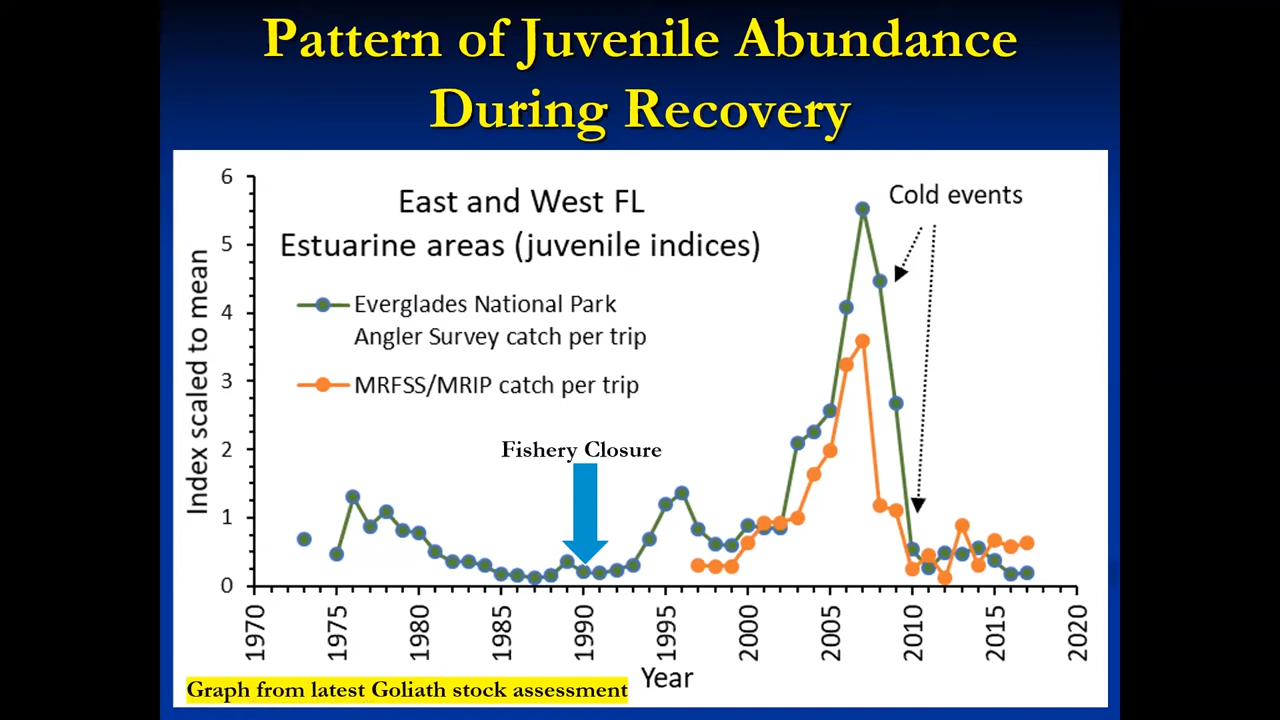 Pattern of Juvenile Abundance
During Recovery
East and West FL
Estuarine areas (juvenile indices)
Everglades National Park
Angler Survey catch per trip
MRFSS/MRIP catch per trip
Cold events
Fishery Closure
Index scaled to mean
6
5
4
3
2
1
0
1970
1975
1980
1985
1990
1995
2000
2005
2010
2015
2020
Year
Graph from latest Goliath stock assessment